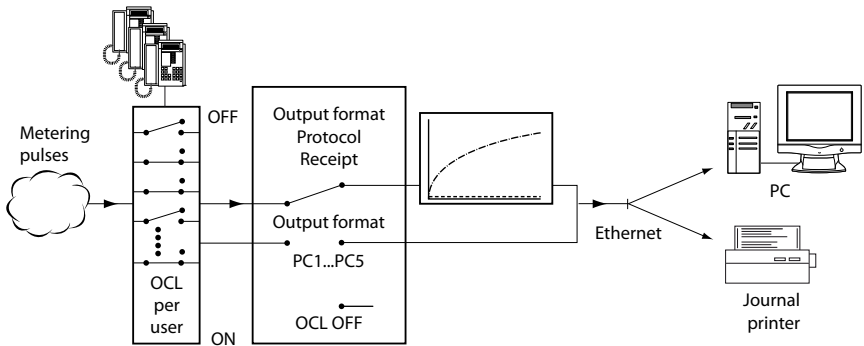 Metering
pulses
OFF
OCL
per
user
ON
Output format
Protocol
Receipt
Output format
PC1...PC5
OCL OFF
Ethernet
PC
Journal
printer